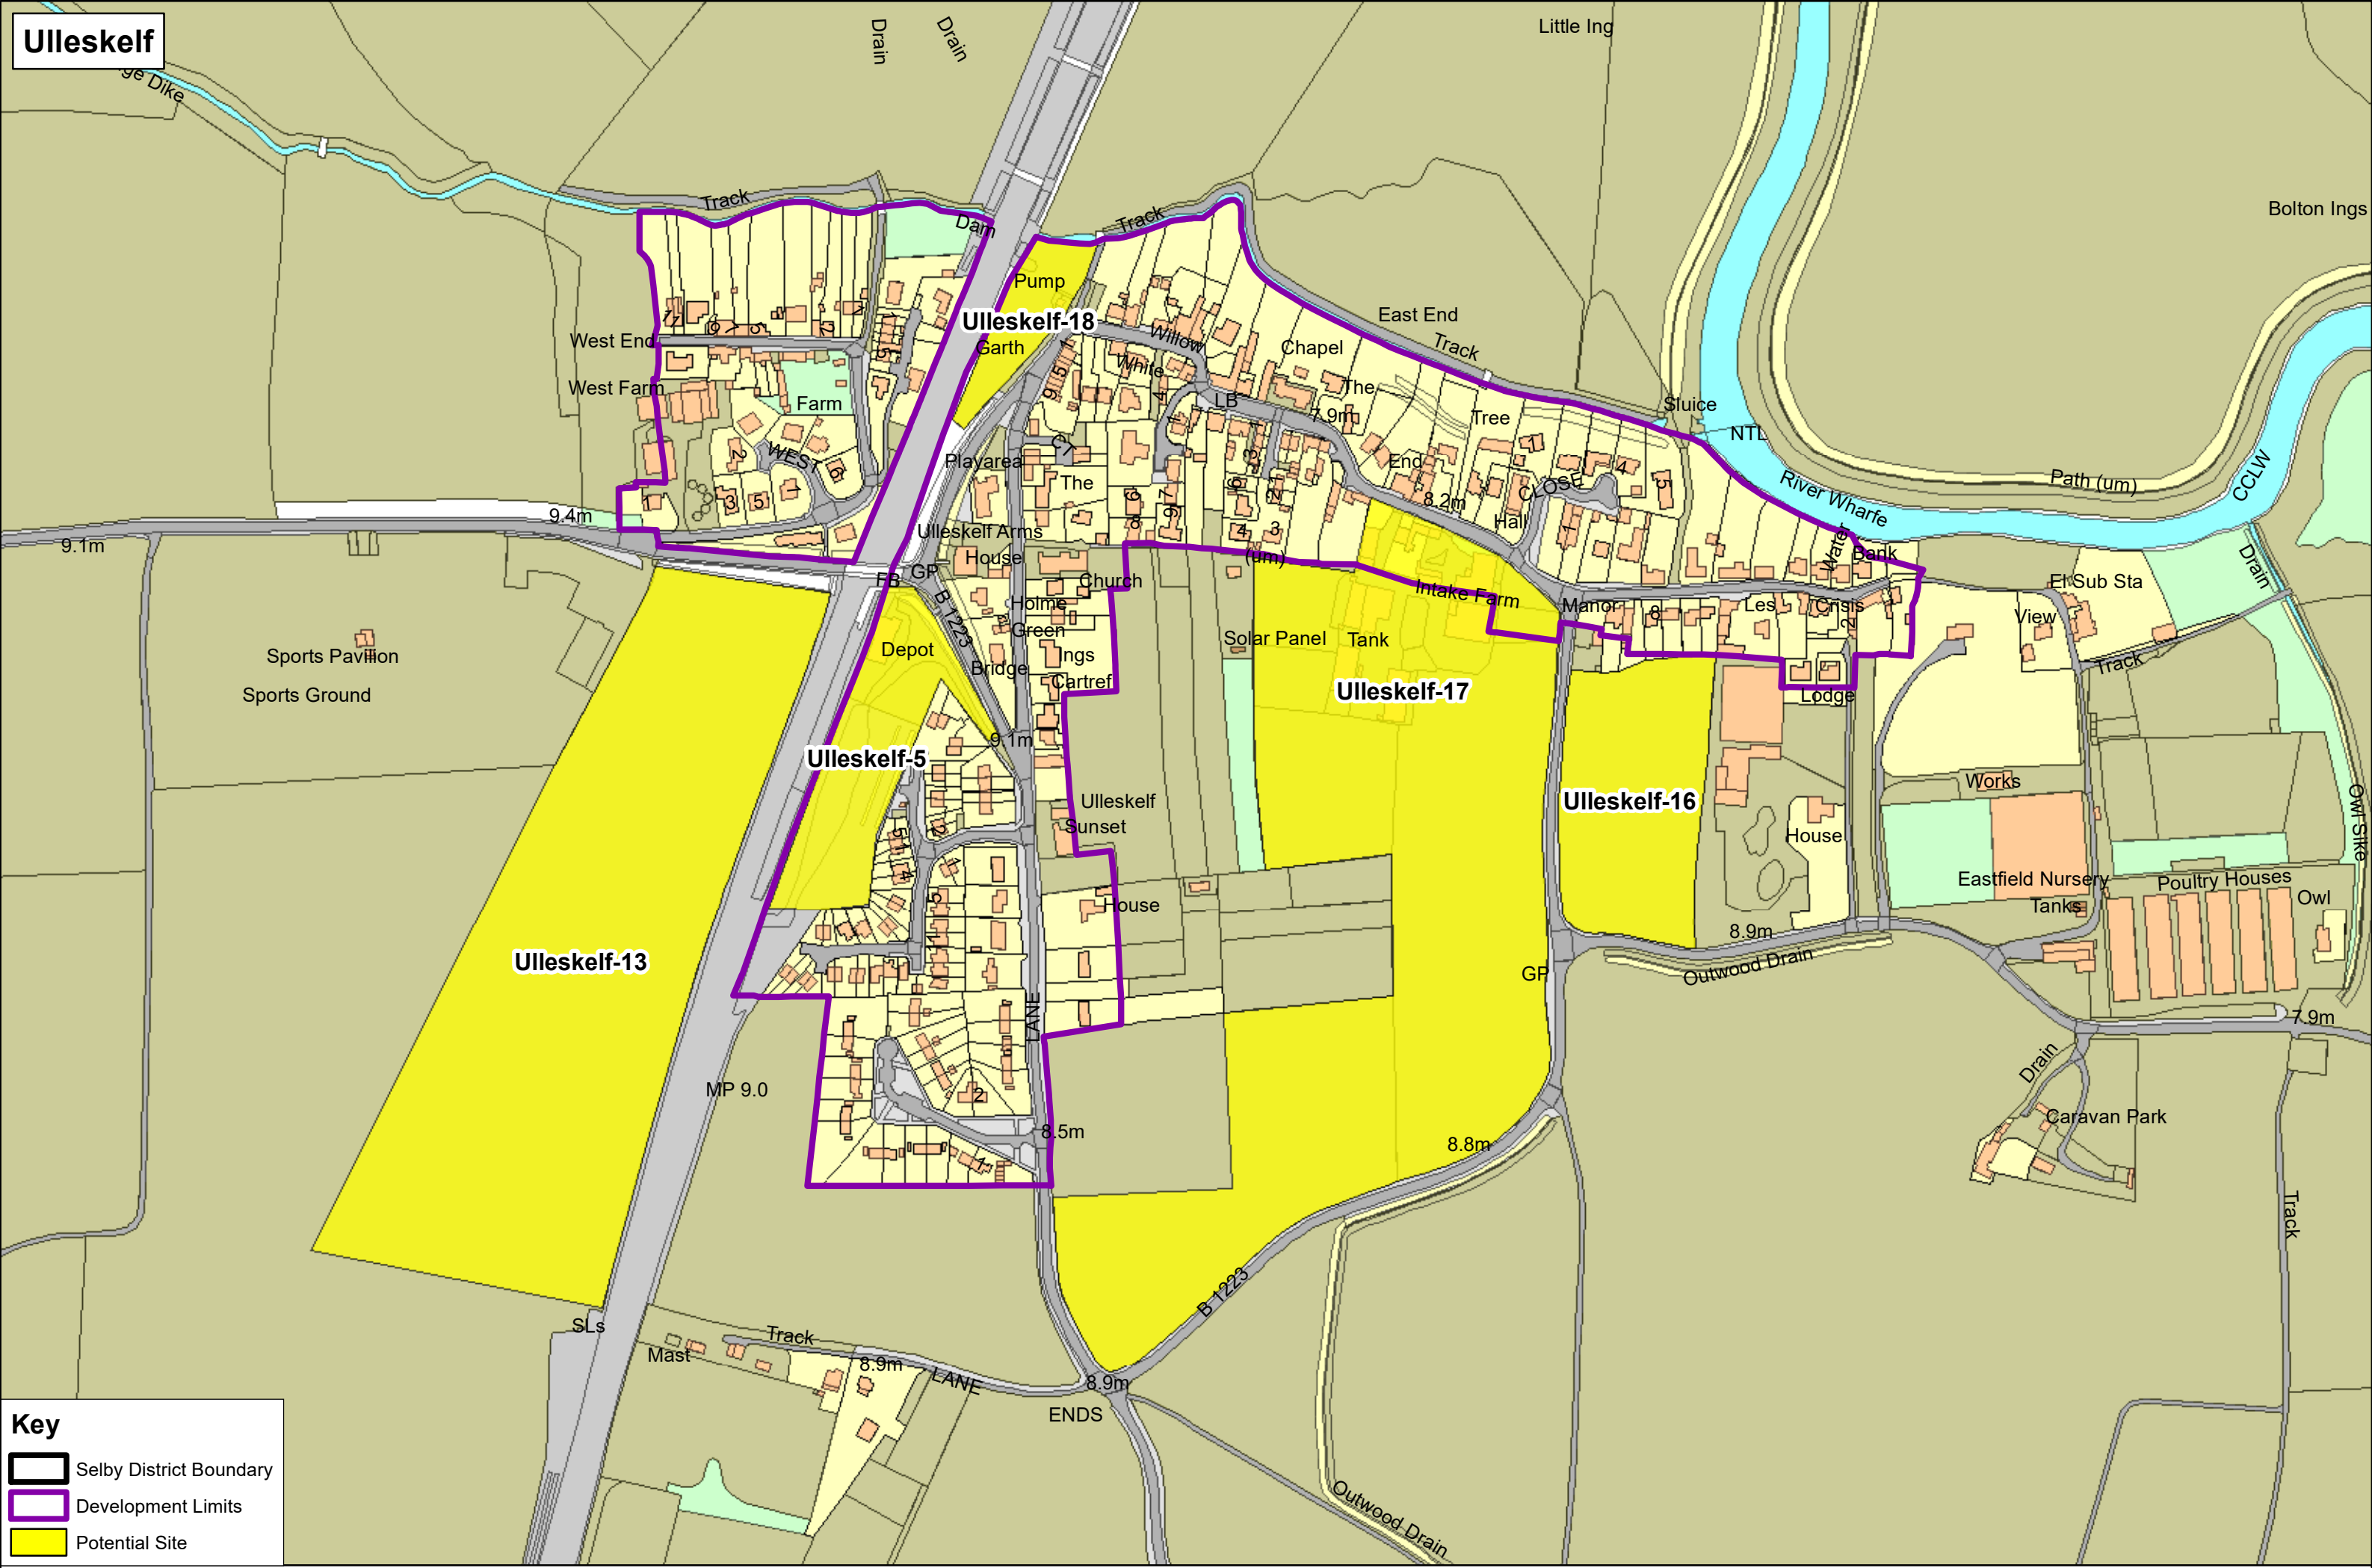 Ulleskelf
ge Dike
Drain
Drain
Little Ing
Bolton Ings
Track
Dam
Track
Pump
Ulleskelf-18
Garth
East End
Track
West End
West Farm
Farm
WEST
Willow
White
Chapel
The
LB
7.9m
Tree
Sluice
NTL
River Wharfe
Path (um)
CCLW
Playarea
CT
The
End
8.2m
CLOSE
Hall
9.4m
9.1m
Ulleskelf Arms
House
(um)
Water
Bank
Drain
FB
GP
B 1223
Church
Intake Farm
Manor
Les
Crisis
El Sub Sta
View
Holme
Green
Solar Panel
Tank
Depot
Bridge
Ings
Cartref
Sports Pavilion
Sports Ground
Track
Ulleskelf-17
Lodge
9.1m
Ulleskelf-5
Works
Ulleskelf-16
Ulleskelf
Sunset
House
Owl Sike
Eastfield Nursery
Poultry Houses
Tanks
Owl
House
8.9m
Ulleskelf-13
Outwood Drain
GP
LANE
7.9m
MP 9.0
Drain
Caravan Park
8.5m
8.8m
Track
B 1223
SLs
Track
Mast
8.9m
LANE
8.9m
ENDS
Outwood Drain
Key
Selby District Boundary
Development Limits
Potential Site